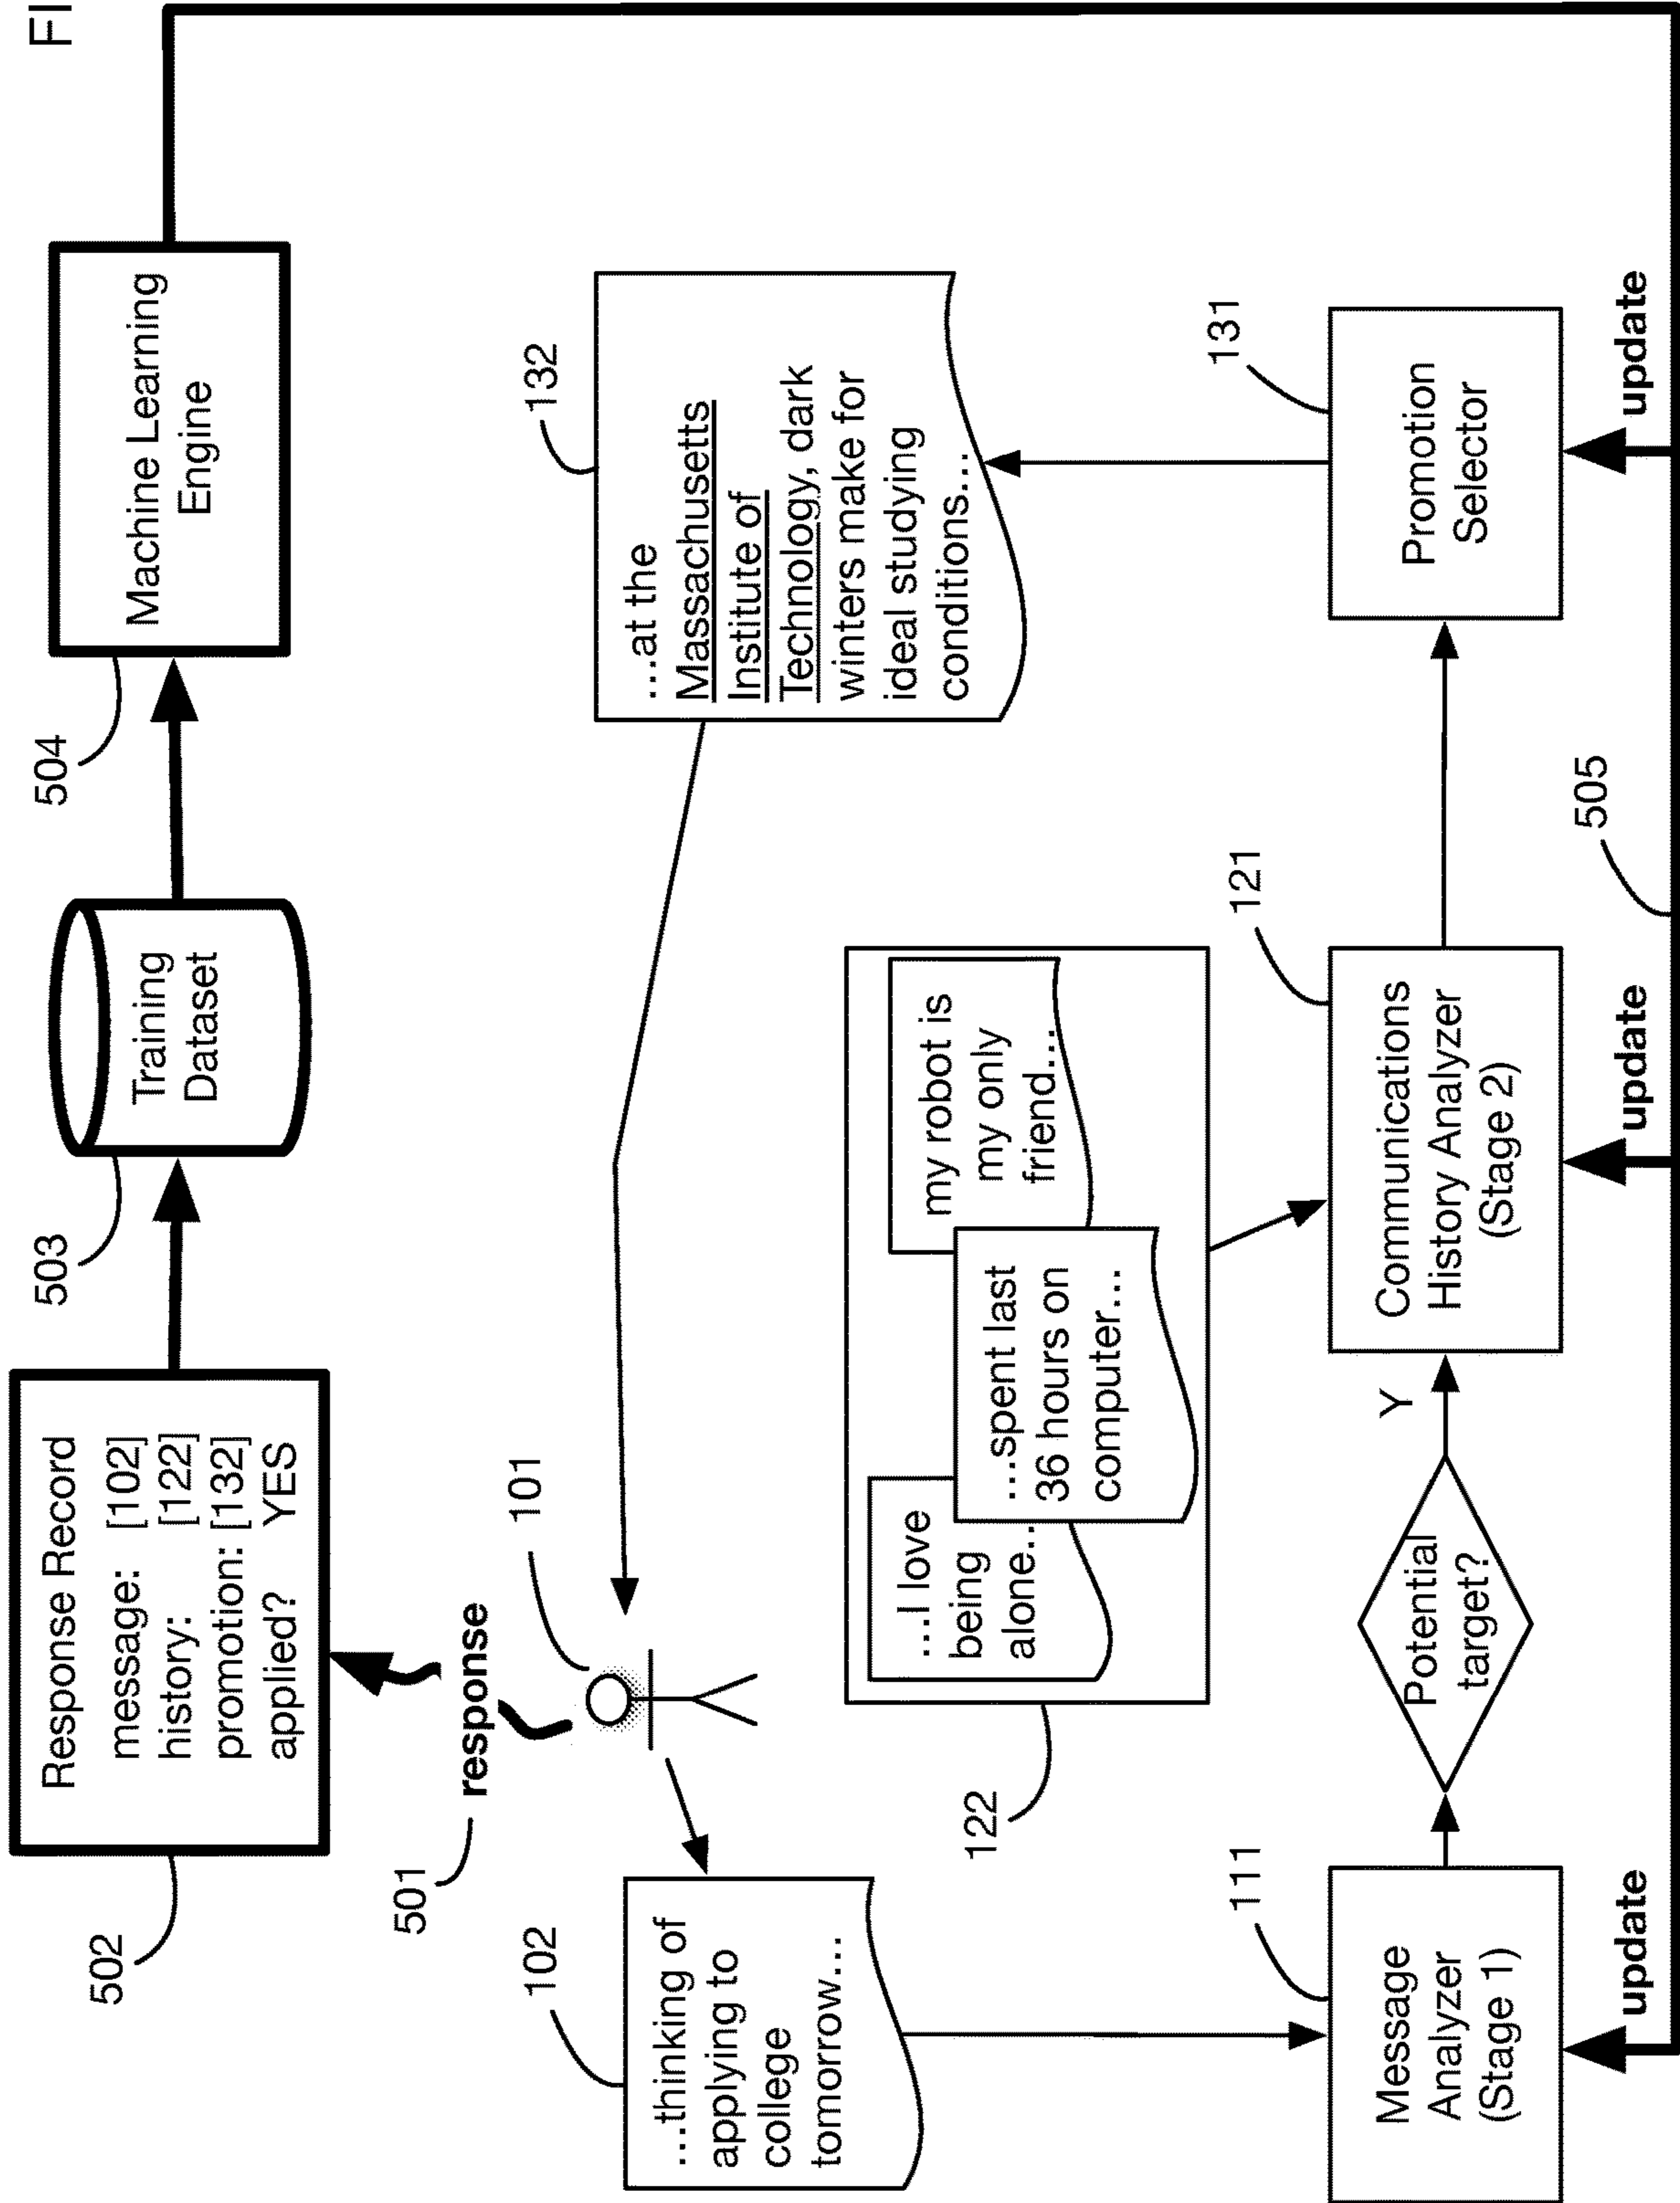 FI
502
Response Record
message: [102]
history: [122]
promotion: [132]
applied? YES
503
Training
Dataset
504
Machine Learning
Engine
501
response
101
102
...thinking of
applying to
college
tomorrow...
132
...at the
Massachusetts
Institute of
Technology, dark
winters make for
ideal studying
conditions...
122
...I love
being
alone...
...spent last
36 hours on
computer...
my robot is
my only
friend....
111
Message
Analyzer
(Stage 1)
Potential
target?
Y
121
Communications
History Analyzer
(Stage 2)
131
Promotion
Selector
505
update
update
update